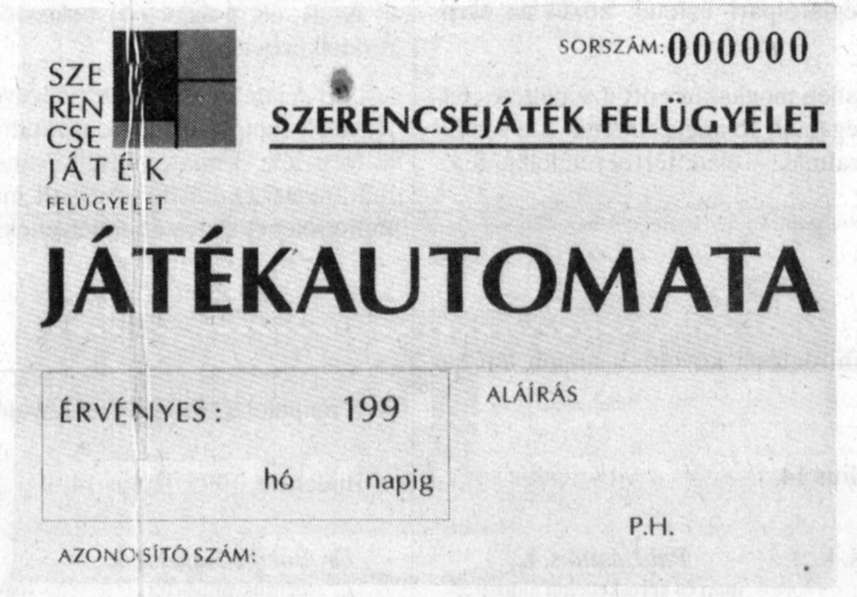 SZE
REN
CSE
JÁTÉK
FELÜGYELET
SORSZÁM: 000000
SZERENCSEJÁTÉK FELÜGYELET
JÁTÉKAUTOMATA
ÉRVÉNYES: 199
hó napig
ALÁÍRÁS
P.H.
AZONOSÍTÓ SZÁM: